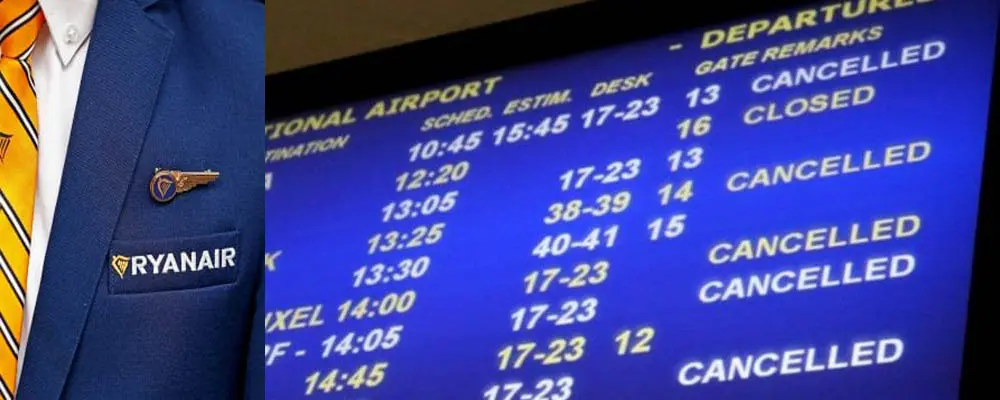 RYANAIR
- DEPARTURES
TIONAL AIRPORT
TINATION SCHED. ESTIM. DESK GATE REMARKS
10:45 15:45 17-23 13 CANCELLED
12:20 16 CLOSED
13:05 17-23 13
13:25 38-39 14 CANCELLED
13:30 40-41 15
IXEL 14:00 17-23 CANCELLED
RF - 14:05 17-23 CANCELLED
14:45 17-23 12
17-23 CANCELLED